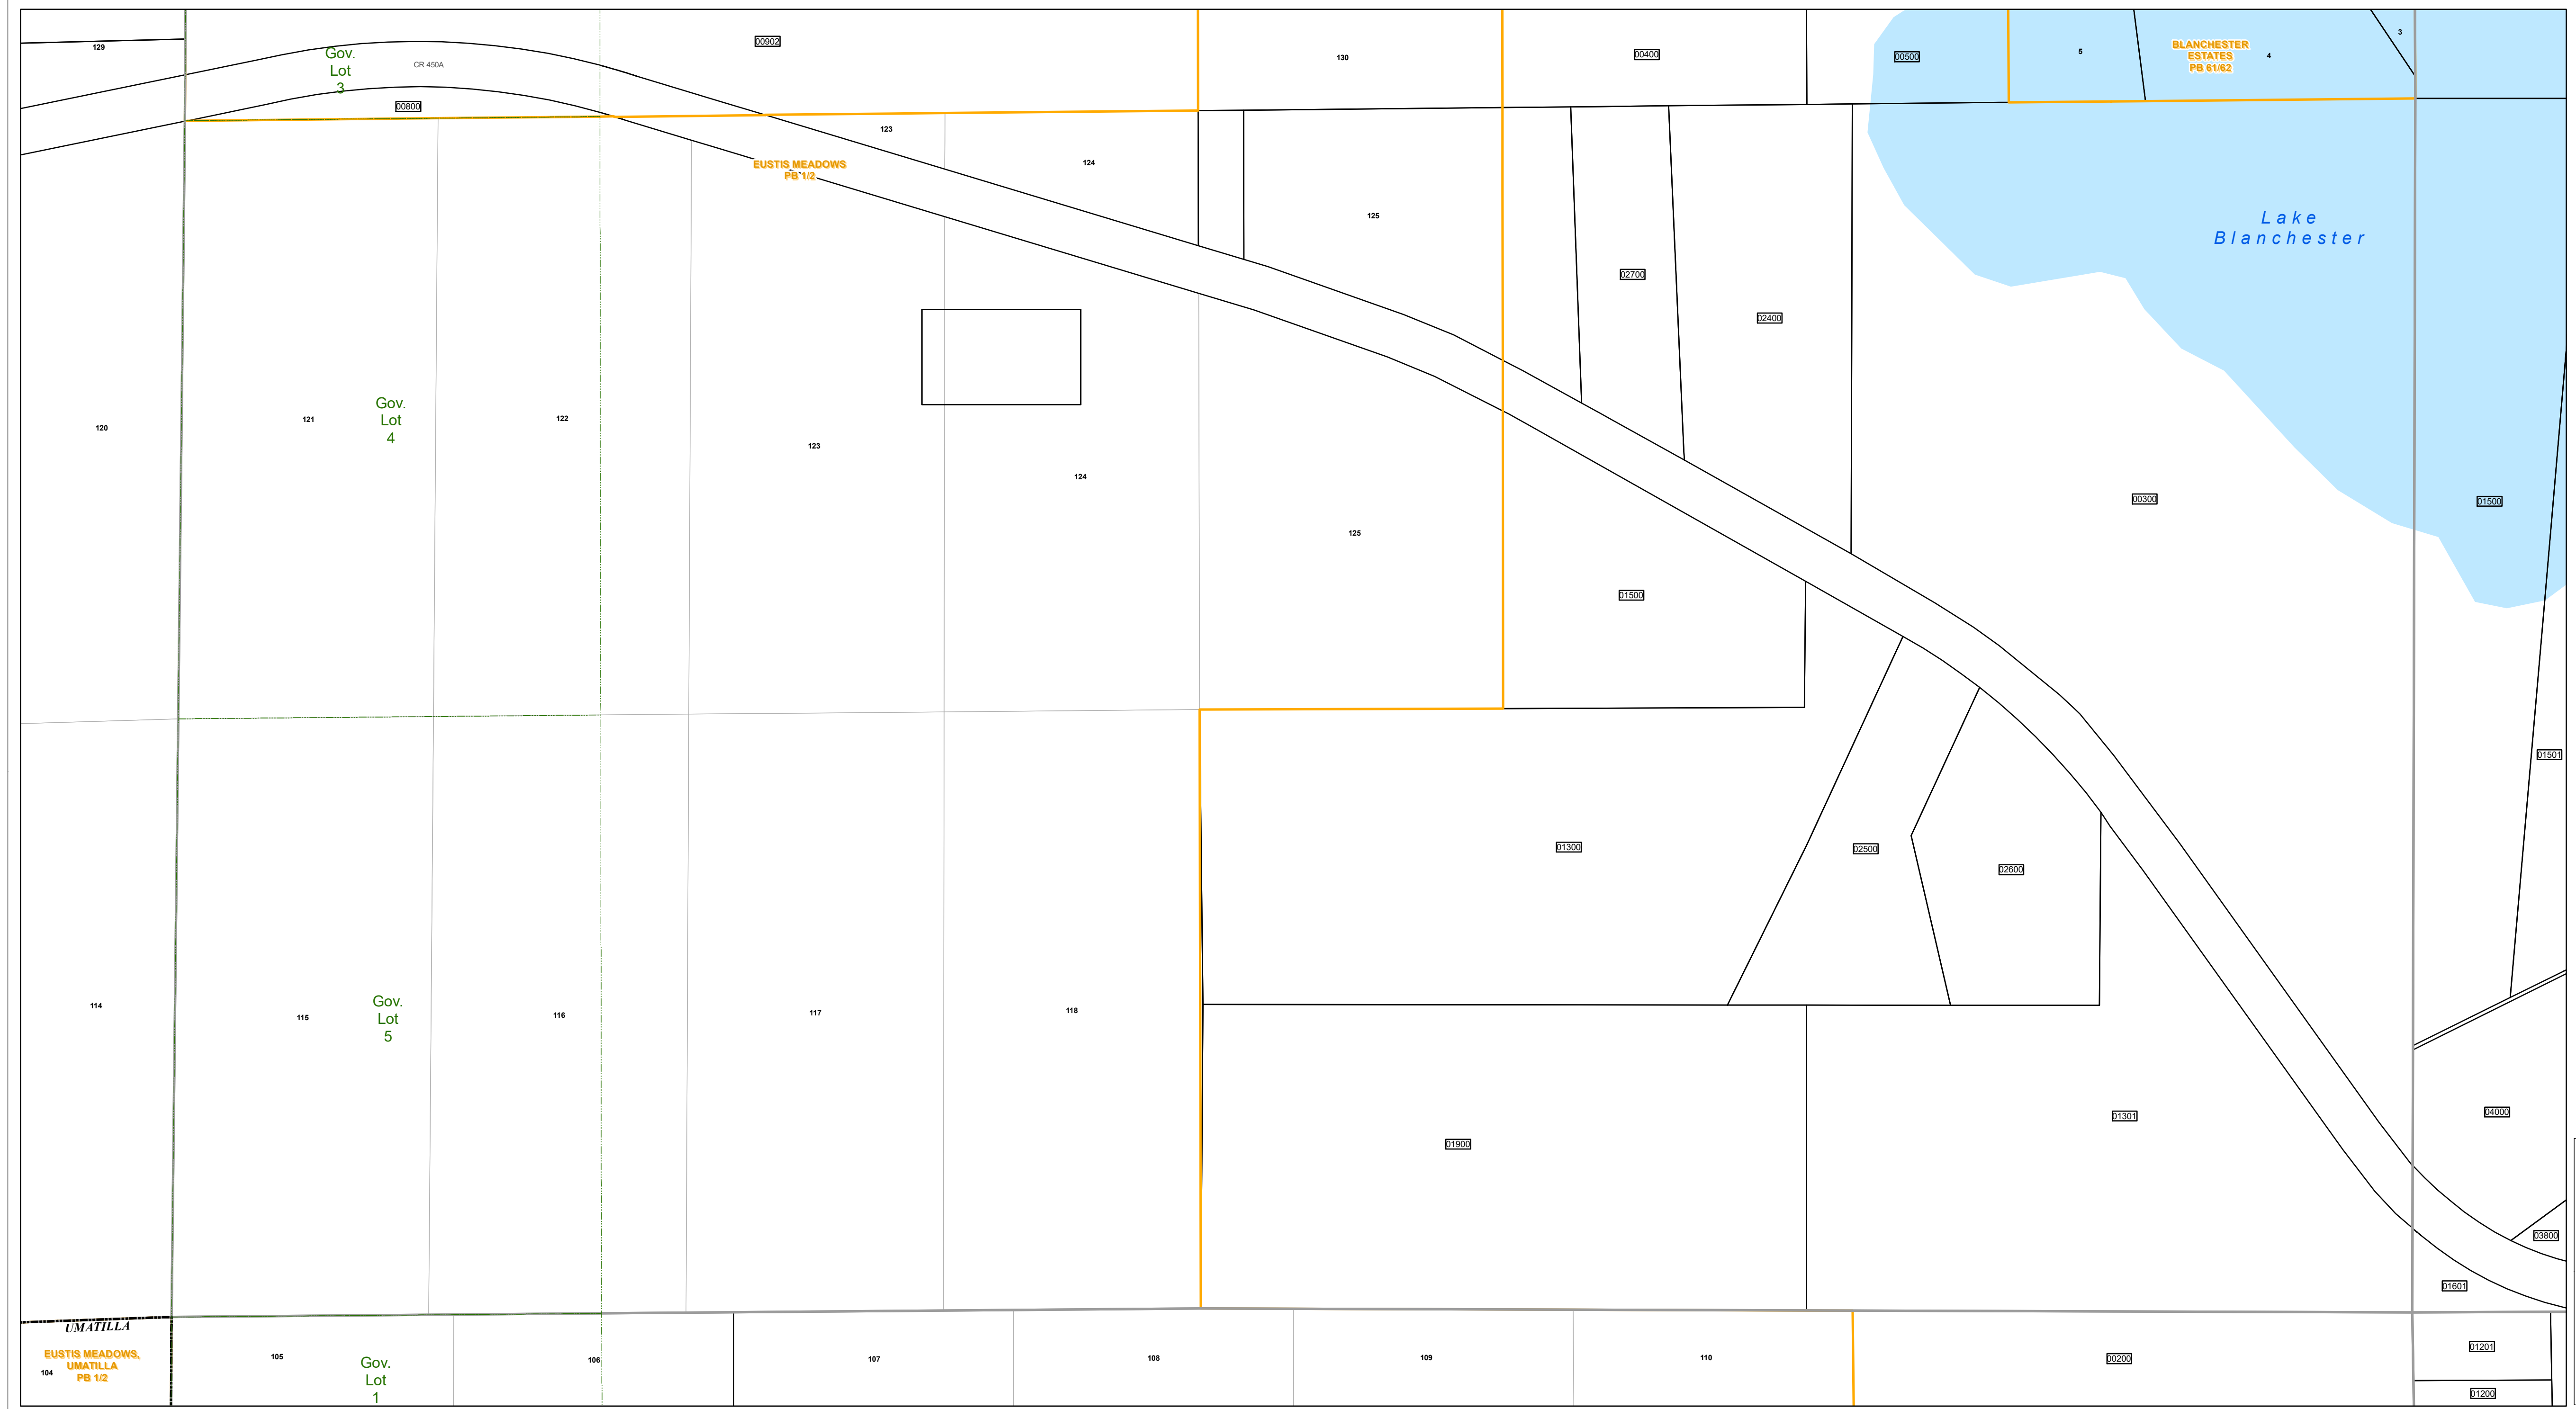 129
Gov.
Lot
3
CR 450A
00902
130
00400
00500
5
BLANCHESTER
ESTATES
PB 61/62
4
3
00800
123
EUSTIS MEADOWS
PB 1/2
124
125
Lake
Blanchester
02700
02400
120
121
Gov.
Lot
4
122
123
124
125
00300
01500
01500
01501
01300
02500
02600
114
115
Gov.
Lot
5
116
117
118
01900
01301
04000
03800
01601
UMATILLA
EUSTIS MEADOWS,
UMATILLA
PB 1/2
104
105
Gov.
Lot
1
106
107
108
109
110
00200
01201
01200